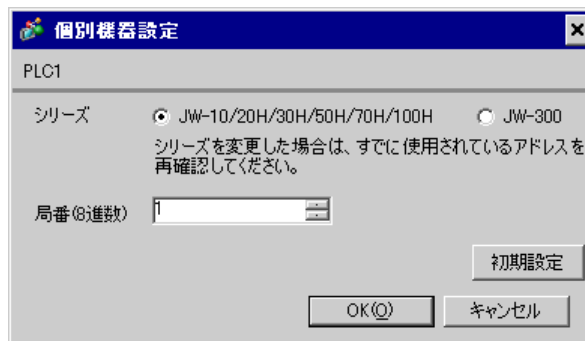 個別機器設定
PLC1
シリーズ
JW-10/20H/30H/50H/70H/100H
JW-300
シリーズを変更した場合は、すでに使用されているアドレスを
再確認してください。
局番(8進数)
1
初期設定
OK(O)
キャンセル